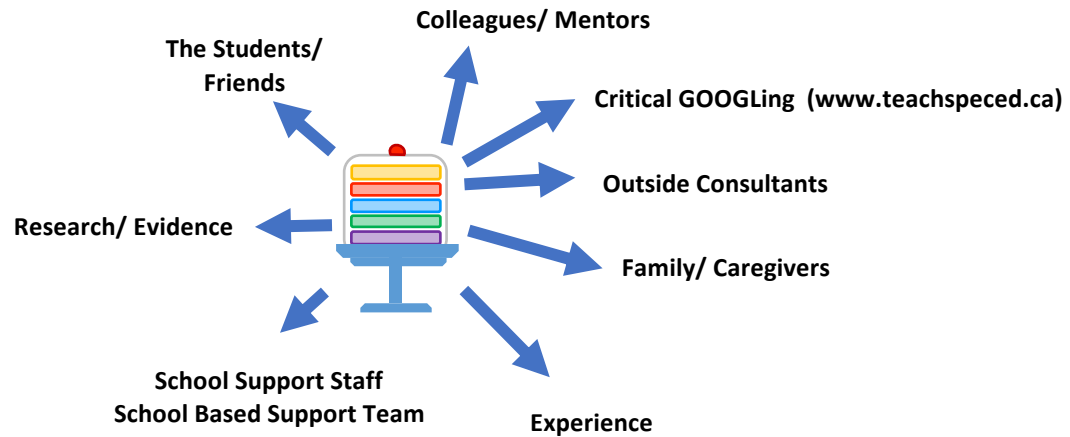 Colleagues/ Mentors
The Students/
Friends
Critical GOOGLing (www.teachspeced.ca)
Outside Consultants
Research/ Evidence
Family/ Caregivers
School Support Staff
School Based Support Team
Experience